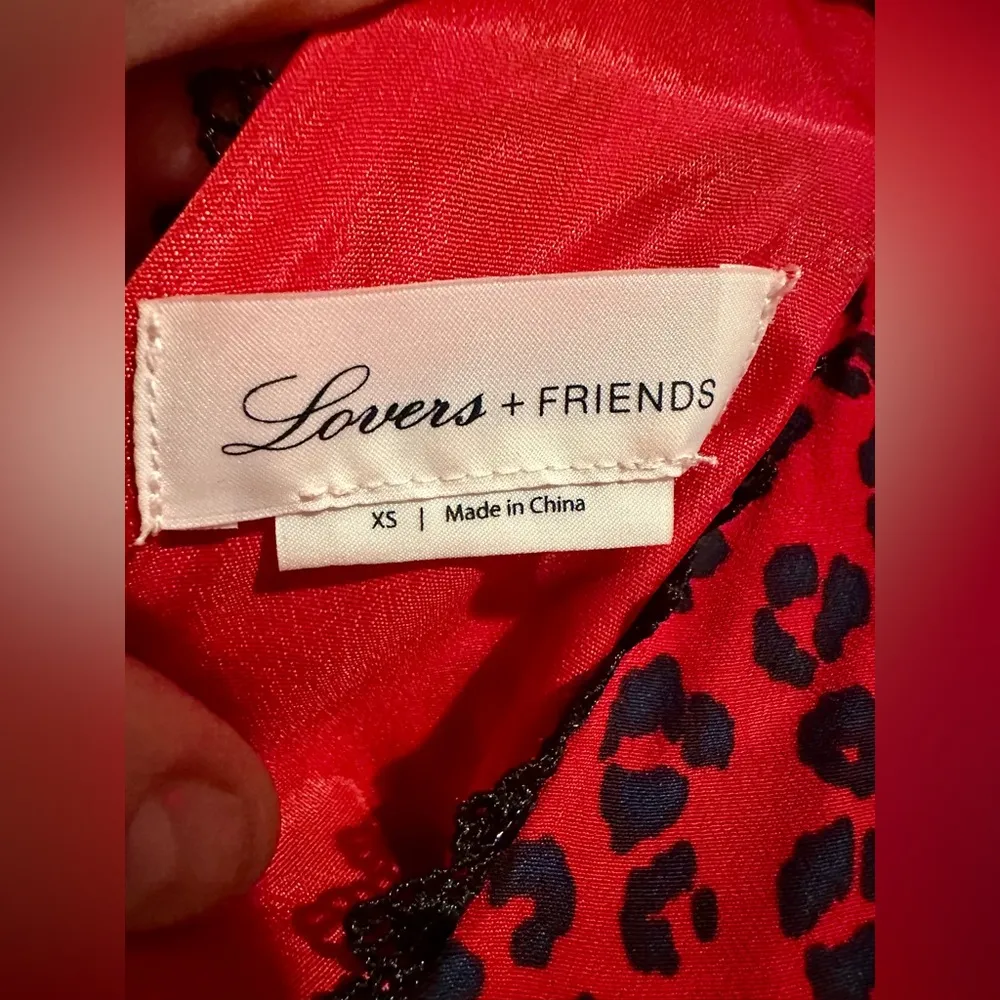 Lovers + FRIENDS
XS | Made in China